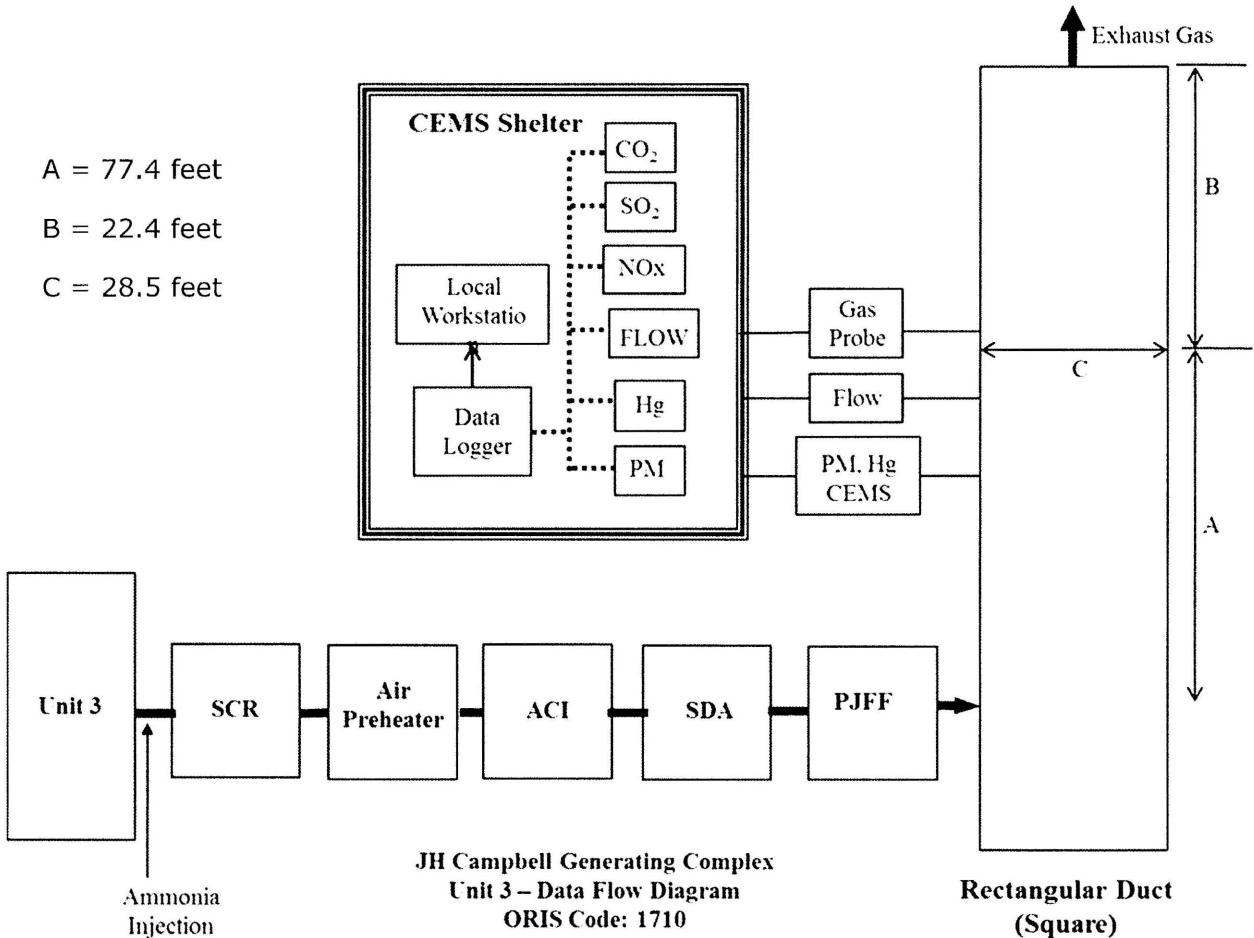 Exhaust Gas
A = 77.4 feet
B = 22.4 feet
C = 28.5 feet
CEMS Shelter
CO₂
SO₂
NOx
FLOW
Hg
PM
Local
Workstatio
n
Data
Logger
Gas
Probe
Flow
PM, Hg
CEMS
B
C
A
Unit 3
SCR
Air
Preheater
ACI
SDA
PJFF
Ammonia
Injection
JH Campbell Generating Complex
Unit 3 – Data Flow Diagram
ORIS Code: 1710
Rectangular Duct
(Square)